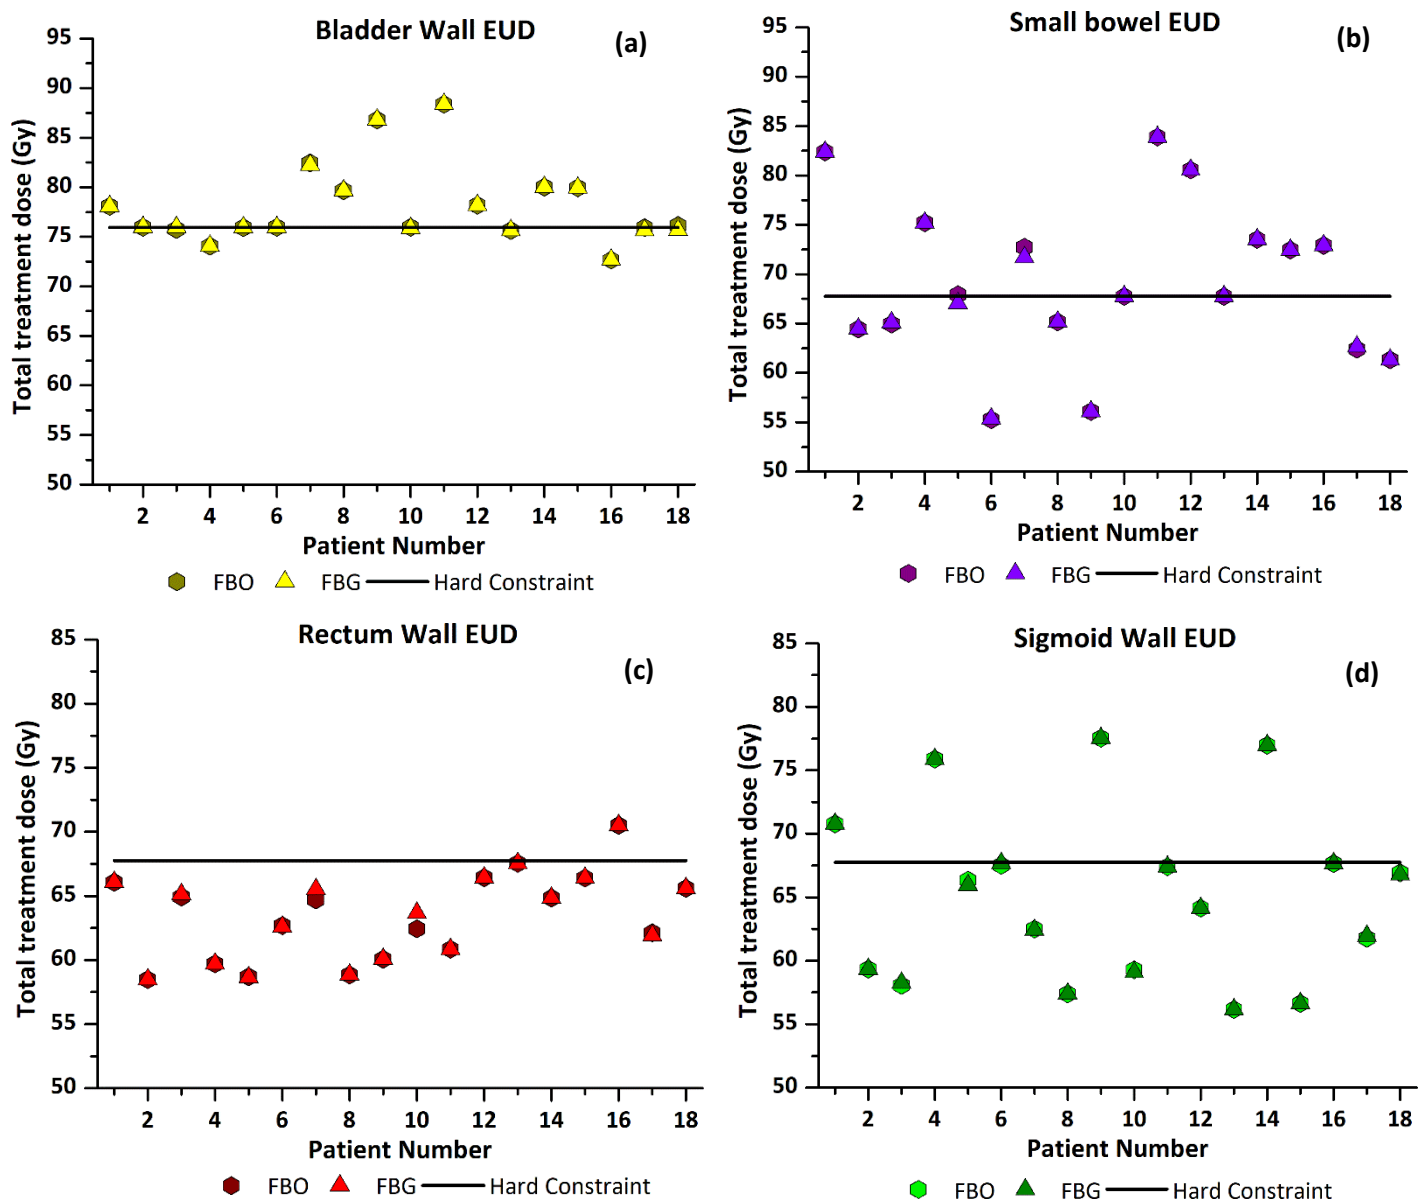 Bladder Wall EUD
(a)
Total treatment dose (Gy)
95
90
85
80
75
70
65
60
55
50
2 4 6 8 10 12 14 16 18
Patient Number
FBO FBG Hard Constraint
Small bowel EUD
(b)
Total treatment dose (Gy)
95
90
85
80
75
70
65
60
55
50
2 4 6 8 10 12 14 16 18
Patient Number
FBO FBG Hard Constraint
Rectum Wall EUD
(c)
Total treatment dose (Gy)
85
80
75
70
65
60
55
50
2 4 6 8 10 12 14 16 18
Patient Number
FBO FBG Hard Constraint
Sigmoid Wall EUD
(d)
Total treatment dose (Gy)
85
80
75
70
65
60
55
50
2 4 6 8 10 12 14 16 18
Patient Number
FBO FBG Hard Constraint